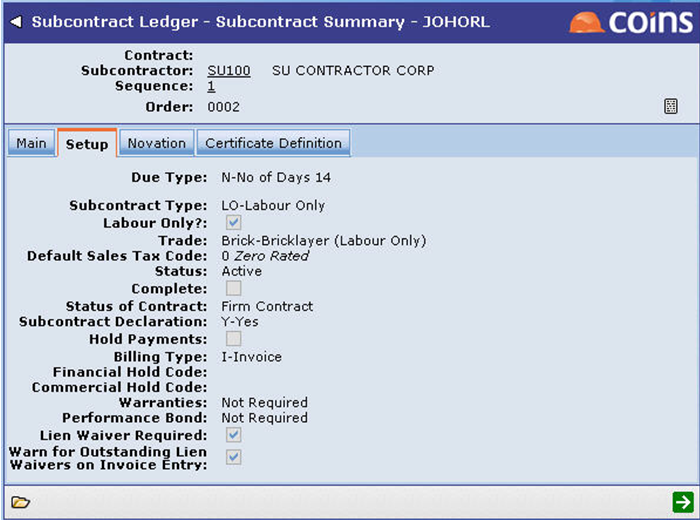 Subcontract Ledger - Subcontract Summary - JOHORL
coins
Contract:
Subcontractor: SU100 SU CONTRACTOR CORP
Sequence: 1
Order: 0002
Main Setup Novation Certificate Definition
Due Type: N-No of Days 14
Subcontract Type: LO-Labour Only
Labour Only?:
Trade: Brick-Bricklayer (Labour Only)
Default Sales Tax Code: 0 Zero Rated
Status: Active
Complete:
Status of Contract: Firm Contract
Subcontract Declaration: Y-Yes
Hold Payments:
Billing Type: I-Invoice
Financial Hold Code:
Commercial Hold Code:
Warranties: Not Required
Performance Bond: Not Required
Lien Waiver Required:
Warn for Outstanding Lien
Waivers on Invoice Entry: